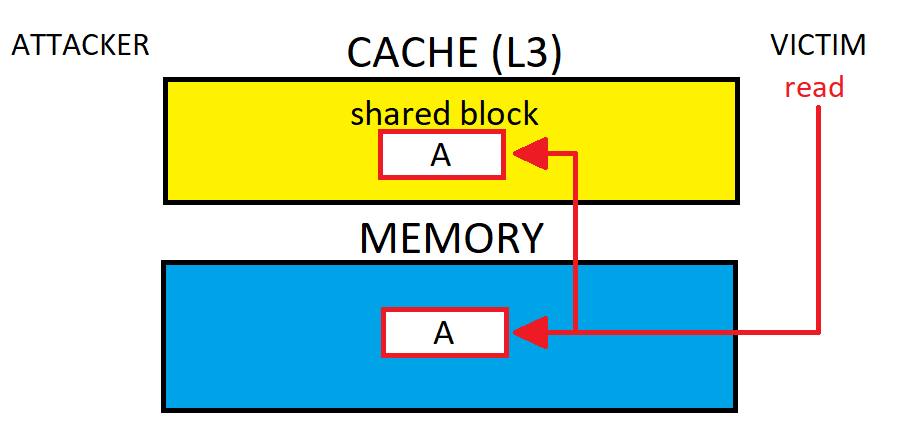 ATTACKER
CACHE (L3)
VICTIM
read
shared block
A
MEMORY
A